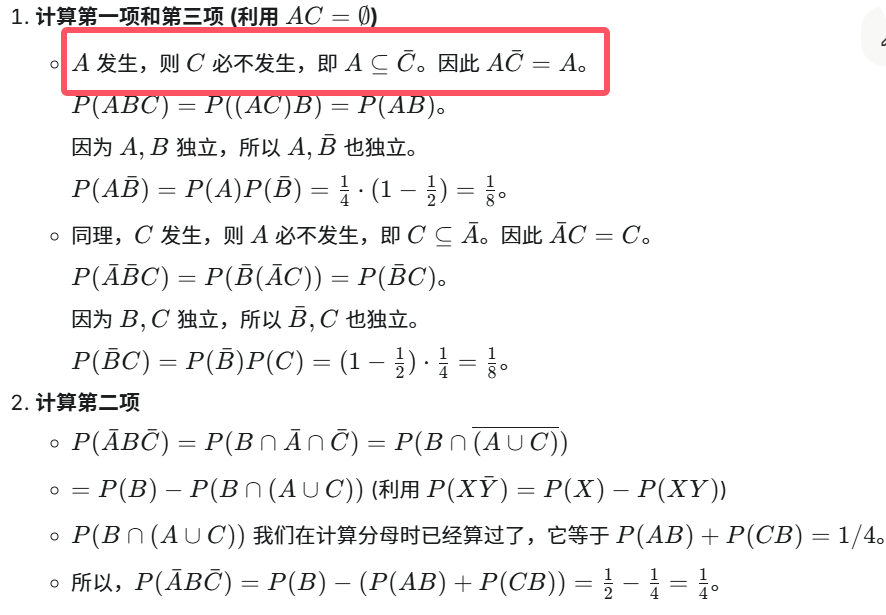 1. 计算第一项和第三项 (利用 AC = ∅)
◦ A 发生，则 C 必不发生，即 A ⊆ C̄。因此 AC̄ = A。
P(ABC) = P((AC)B) = P(AB)。
因为 A, B 独立，所以 A, B̄ 也独立。
P(AB̄) = P(A)P(B̄) = 1/4 · (1 − 1/2) = 1/8。
◦ 同理，C 发生，则 A 必不发生，即 C ⊆ Ā。因此 ĀC = C。
P(ĀB̄C) = P(B̄(ĀC)) = P(B̄C)。
因为 B, C 独立，所以 B̄, C 也独立。
P(B̄C) = P(B̄)P(C) = (1 − 1/2) · 1/4 = 1/8。
2. 计算第二项
◦ P(ĀBC̄) = P(B ∩ Ā ∩ C̄) = P(B ∩ \overline{(A ∪ C)})
◦ = P(B) − P(B ∩ (A ∪ C)) (利用 P(XȲ) = P(X) − P(XY))
◦ P(B ∩ (A ∪ C)) 我们在计算分母时已经算过了，它等于 P(AB) + P(CB) = 1/4。
◦ 所以，P(ĀBC̄) = P(B) − (P(AB) + P(CB)) = 1/2 − 1/4 = 1/4。